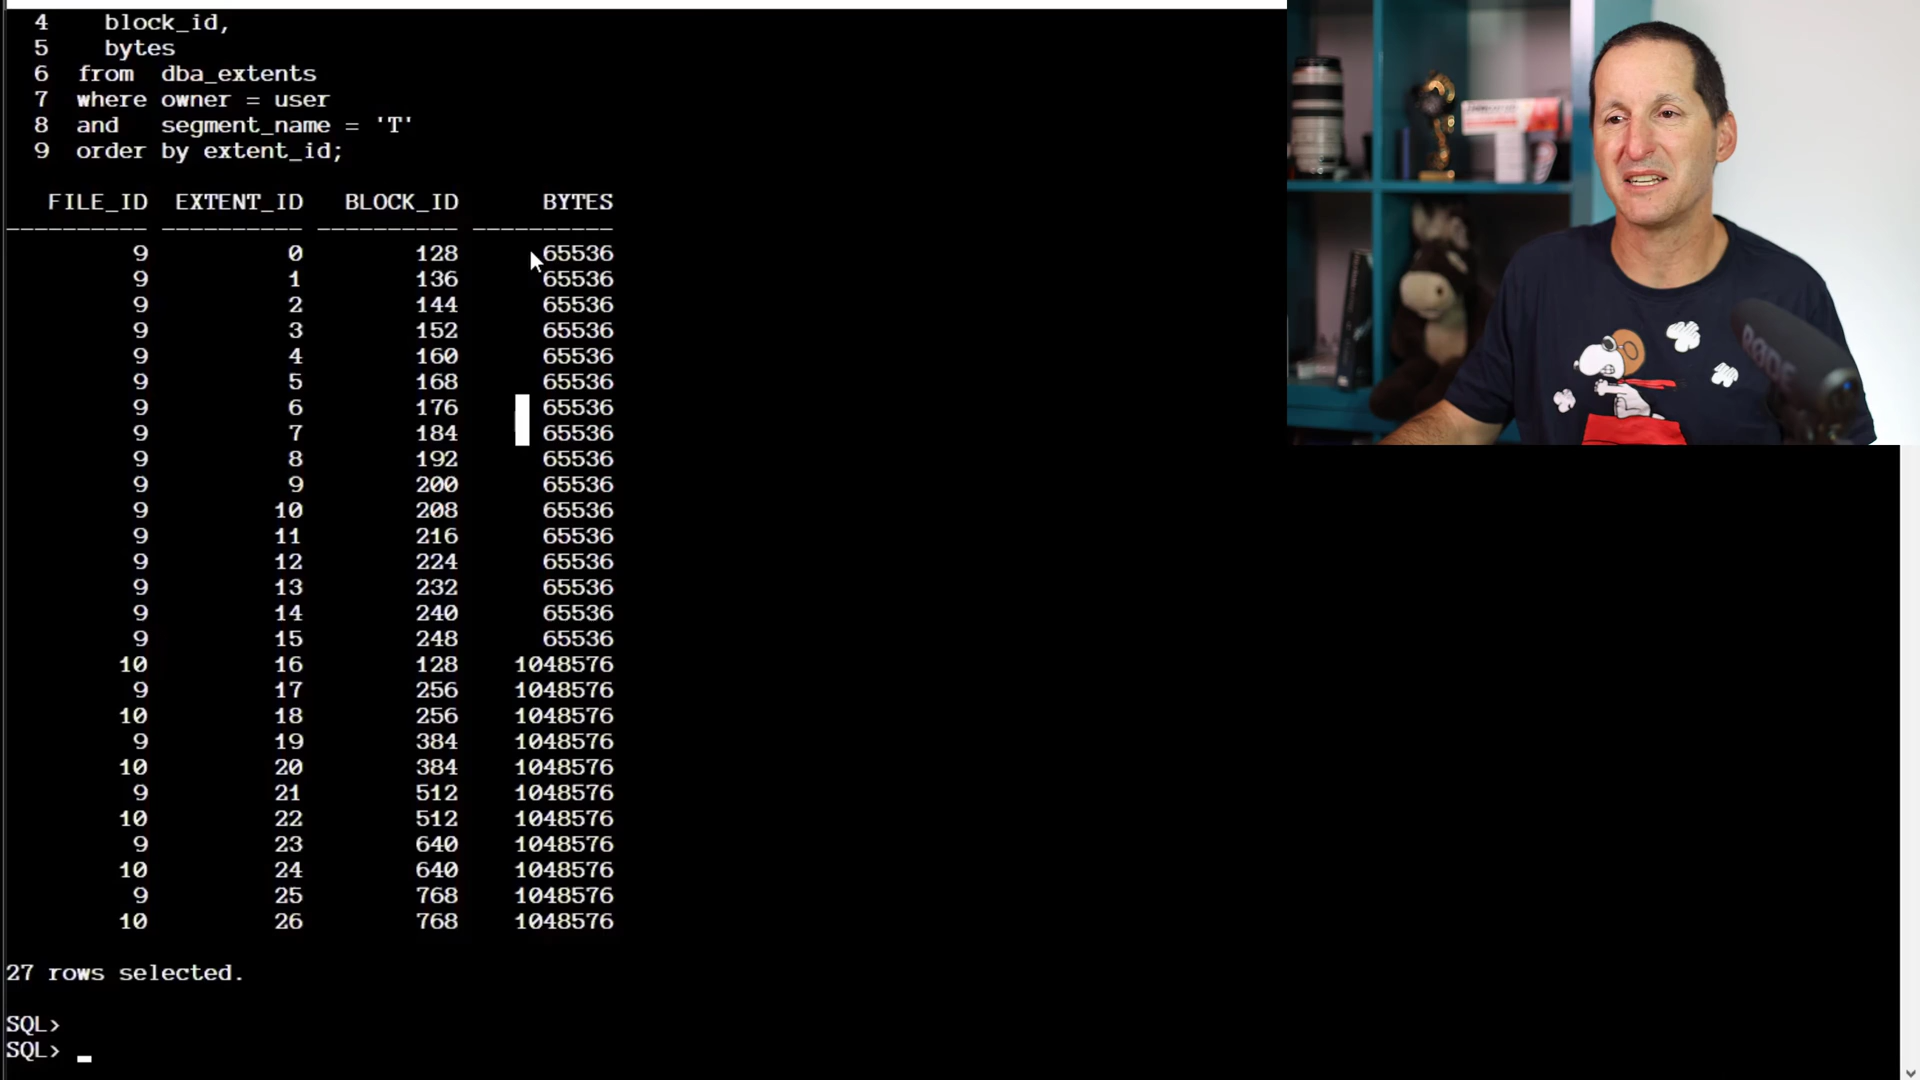 4 block_id,
5 bytes
6 from dba_extents
7 where owner = user
8 and segment_name = 'T'
9 order by extent_id;
FILE_ID EXTENT_ID BLOCK_ID BYTES
---------- ---------- ---------- ----------
9 0 128 65536
9 1 136 65536
9 2 144 65536
9 3 152 65536
9 4 160 65536
9 5 168 65536
9 6 176 65536
9 7 184 65536
9 8 192 65536
9 9 200 65536
9 10 208 65536
9 11 216 65536
9 12 224 65536
9 13 232 65536
9 14 240 65536
9 15 248 65536
10 16 128 1048576
9 17 256 1048576
10 18 256 1048576
9 19 384 1048576
10 20 384 1048576
9 21 512 1048576
10 22 512 1048576
9 23 640 1048576
10 24 640 1048576
9 25 768 1048576
10 26 768 1048576
27 rows selected.
SQL>
SQL>
RØDE